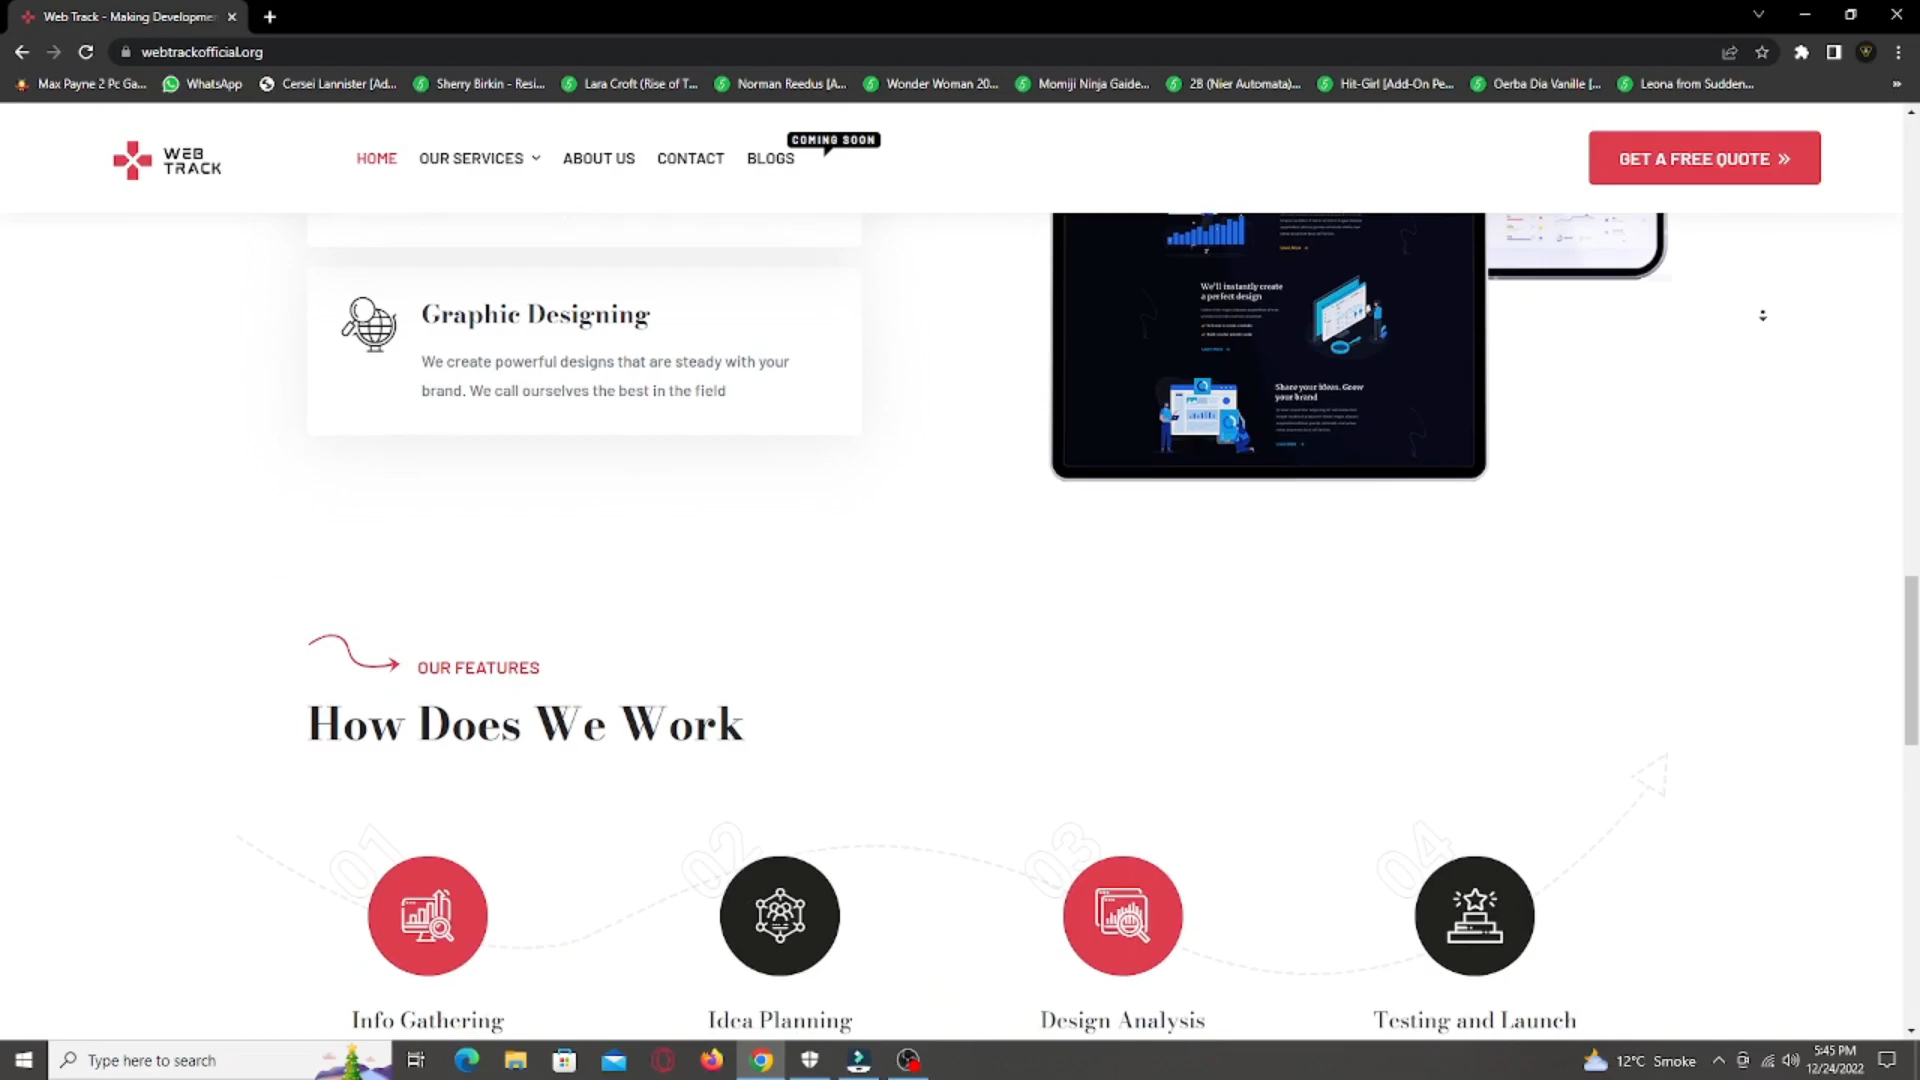 Web Track - Making Developmen
webtrackofficial.org
Max Payne 2 Pc Ga...
WhatsApp
Cersei Lannister [Ad...
Sherry Birkin - Resi...
Lara Croft (Rise of T...
Norman Reedus [A...
Wonder Woman 20...
Momiji Ninja Gaide...
2B (Nier Automata)...
Hit-Girl [Add-On Pe...
Oerba Dia Vanille [...
Leona from Sudden...
WEB
TRACK
HOME
OUR SERVICES
ABOUT US
CONTACT
BLOGS
COMING SOON
GET A FREE QUOTE
Graphic Designing
We create powerful designs that are steady with your
brand. We call ourselves the best in the field
We'll instantly create
a perfect design
Share your ideas. Grow
your brand
OUR FEATURES
How Does We Work
01
02
03
04
Info Gathering
Idea Planning
Design Analysis
Testing and Launch
Type here to search
12°C Smoke
5:45 PM
12/24/2022